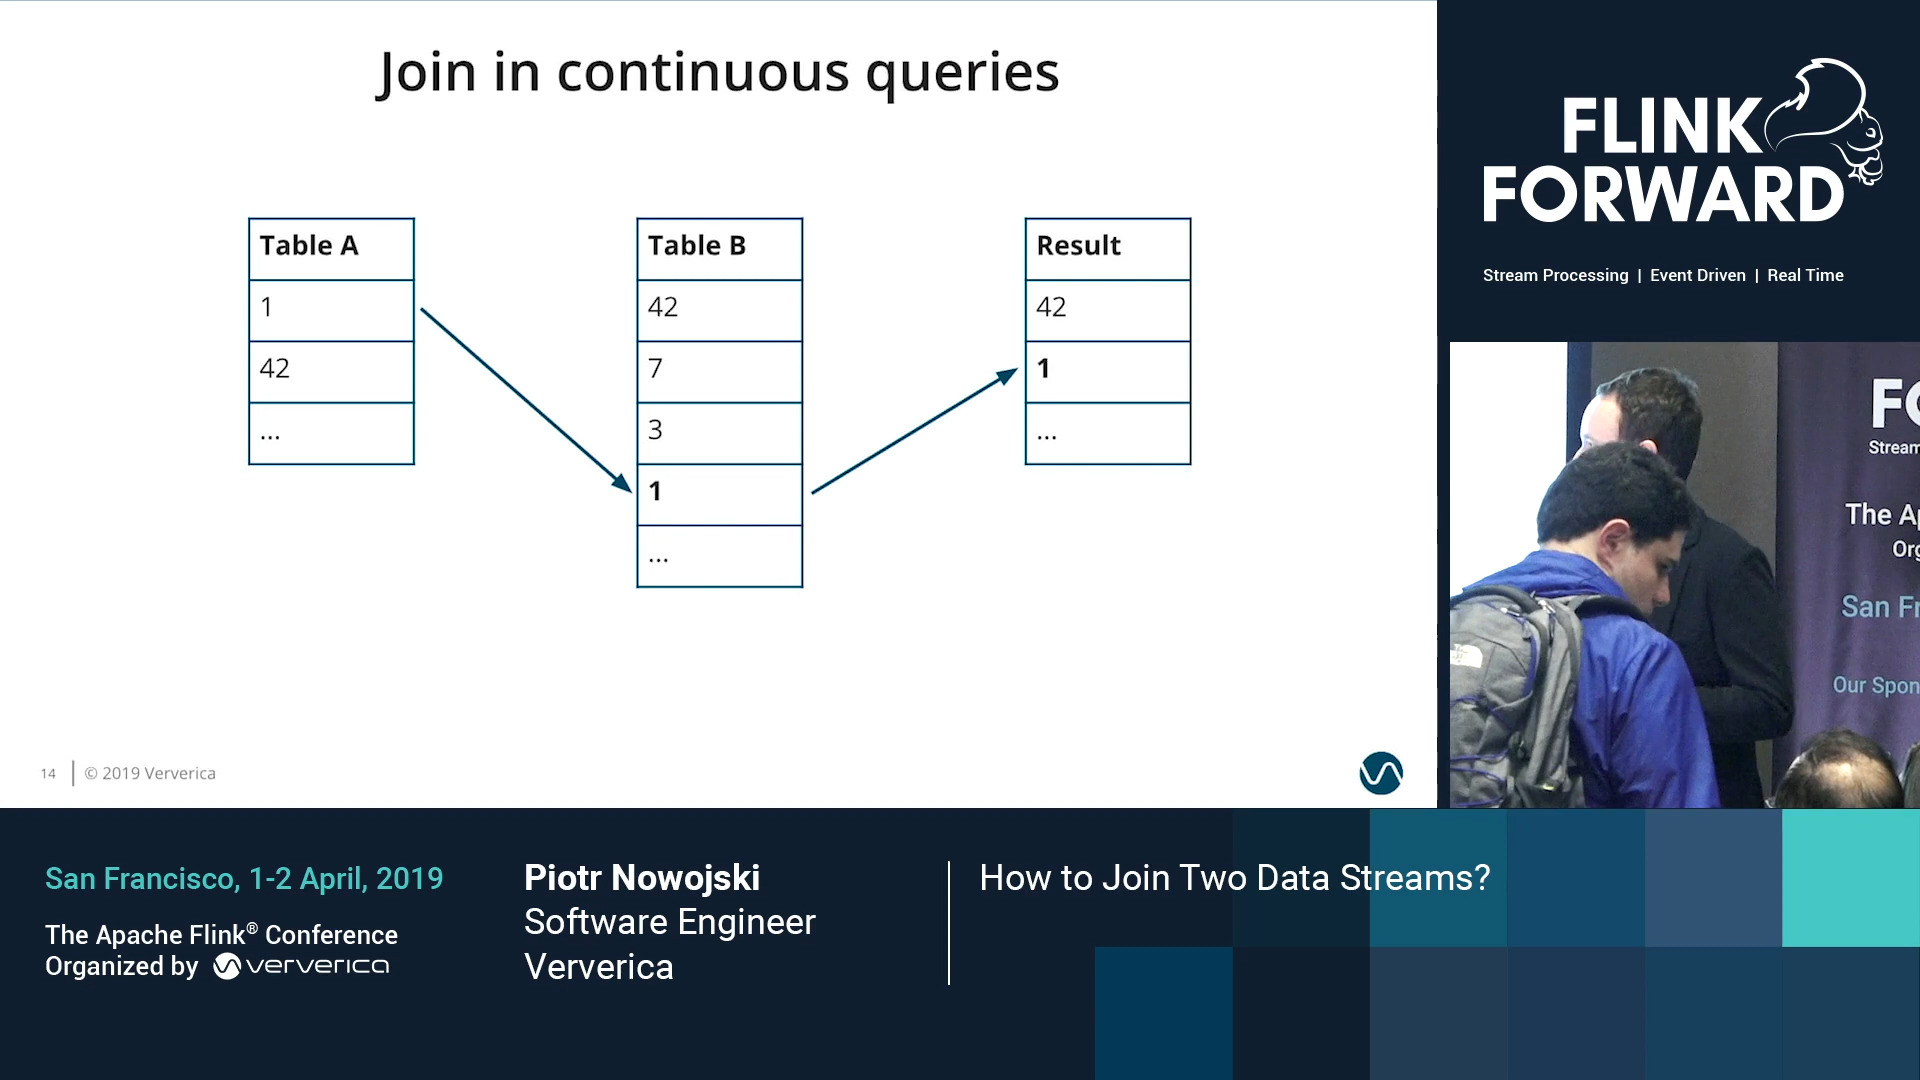 Join in continuous queries
Table A
1
42
...
Table B
42
7
3
1
...
Result
42
1
...
14
© 2019 Ververica
FLINK
FORWARD
Stream Processing | Event Driven | Real Time
San Francisco, 1-2 April, 2019
The Apache Flink® Conference
Organized by ververica
Piotr Nowojski
Software Engineer
Ververica
How to Join Two Data Streams?